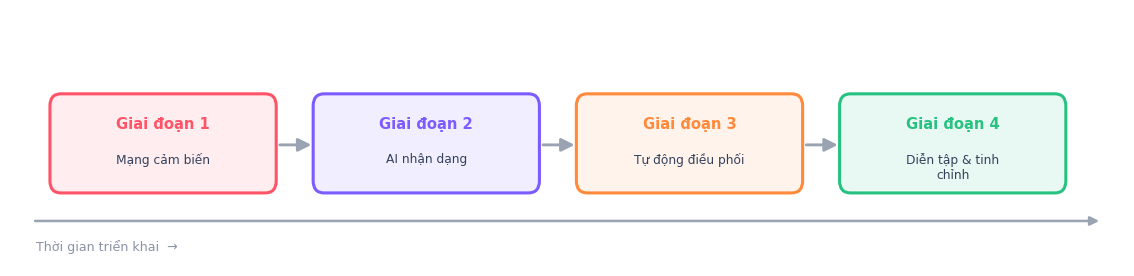 Giai đoạn 1
Mạng cảm biến
Giai đoạn 2
AI nhận dạng
Giai đoạn 3
Tự động điều phối
Giai đoạn 4
Diễn tập & tinh
chỉnh
Thời gian triển khai →